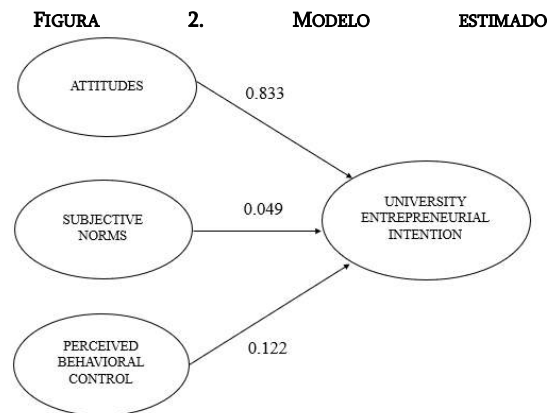 FIGURA 2. MODELO ESTIMADO
ATTITUDES
0.833
SUBJECTIVE
NORMS
0.049
UNIVERSITY
ENTREPRENEURIAL
INTENTION
PERCEIVED
BEHAVIORAL
CONTROL
0.122